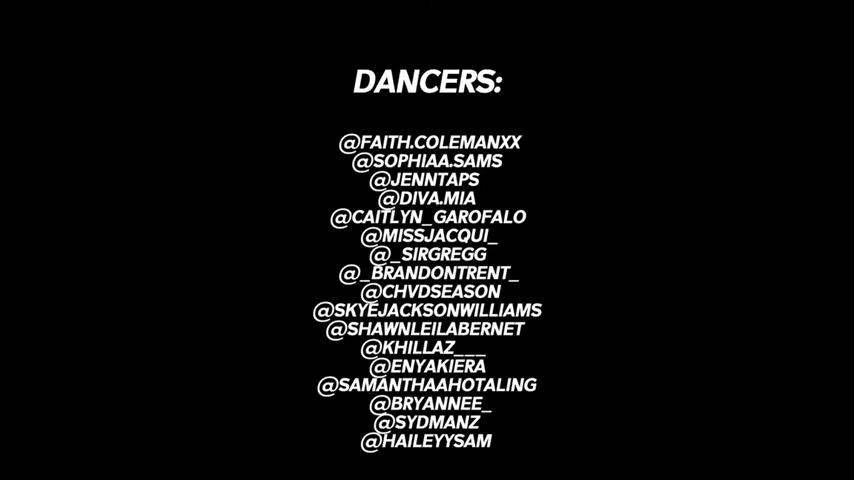 DANCERS:
@FAITH.COLEMANXX
@SOPHIAA.SAMS
@JENNTAPS
@DIVA.MIA
@CAITLYN_GAROFALO
@MISSJACQUI_
@_SIRGREGG
@_BRANDONTRENT_
@CHVDSEASON
@SKYEJACKSONWILLIAMS
@SHAWNLEILABERNET
@KHILLAZ___
@ENYAKIERA
@SAMANTHAAHOTALING
@BRYANNEE_
@SYDMANZ
@HAILEYYSAM